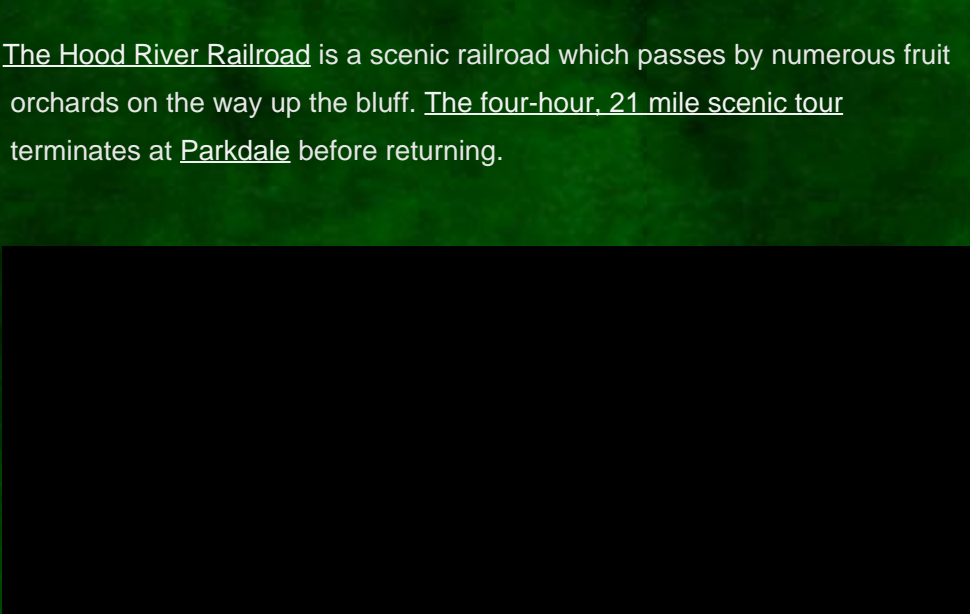 The Hood River Railroad is a scenic railroad which passes by numerous fruit
orchards on the way up the bluff. The four-hour, 21 mile scenic tour
terminates at Parkdale before returning.